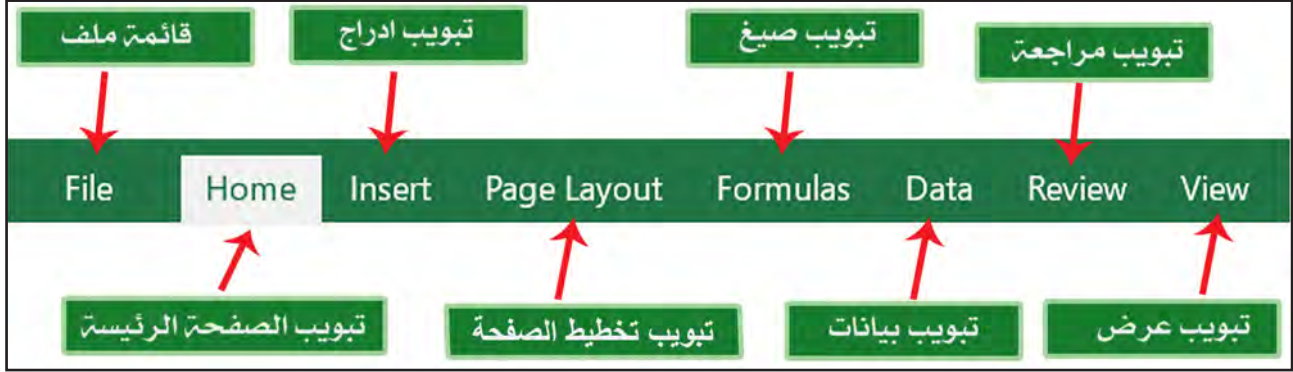 قائمة ملف
تبويب ادراج
تبويب صيغ
تبويب مراجعة
File Home Insert Page Layout Formulas Data Review View
تبويب الصفحة الرئيسة
تبويب تخطيط الصفحة
تبويب بيانات
تبويب عرض